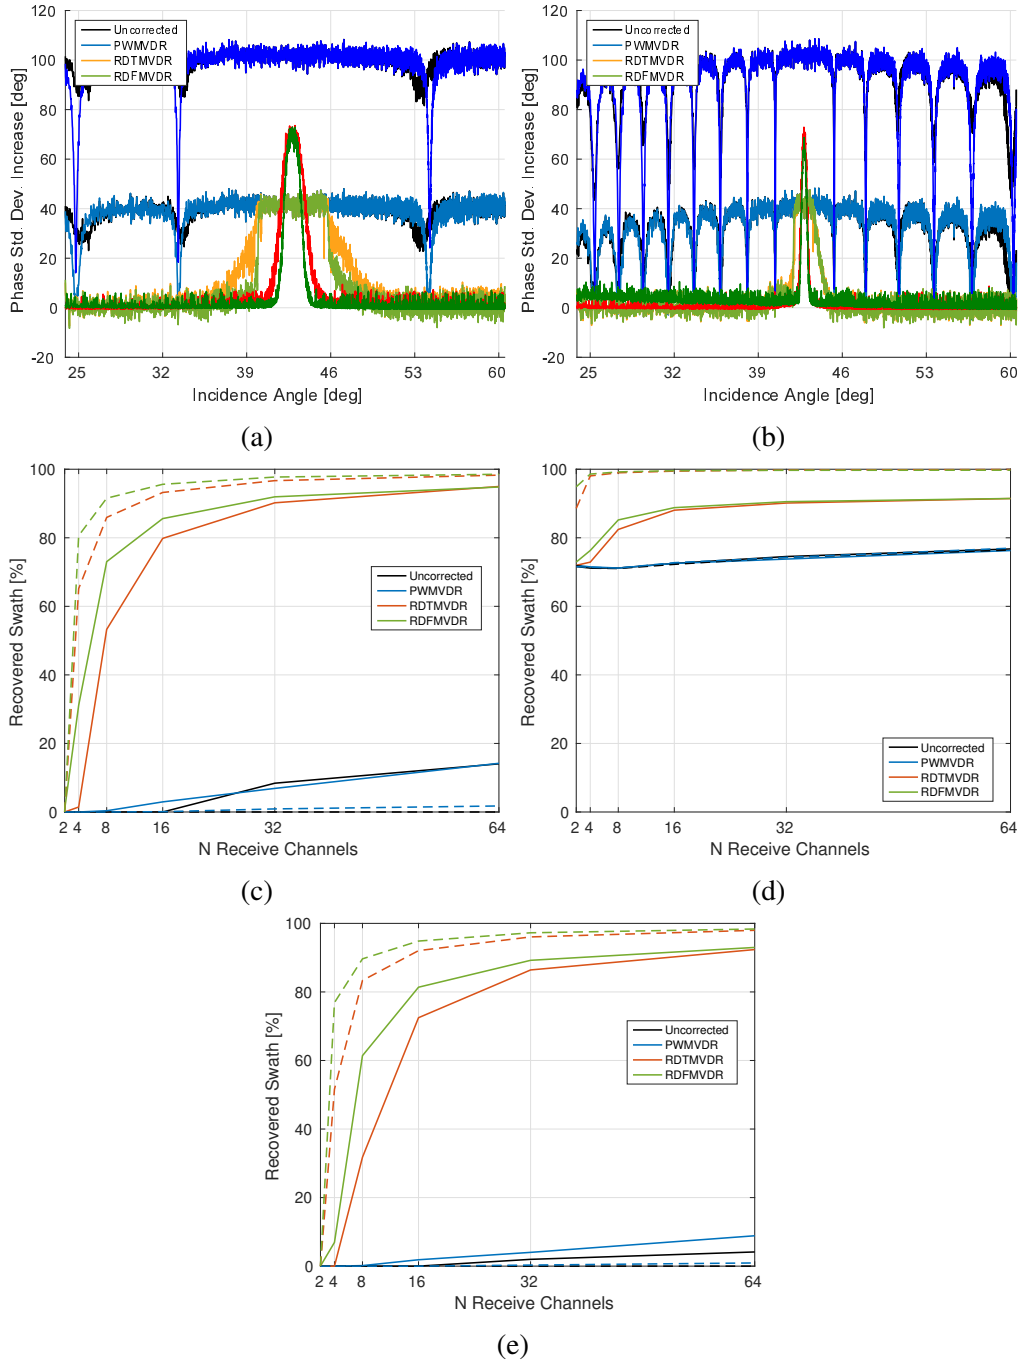 120
100
80
60
40
20
0
-20
Phase Std. Dev. Increase [deg]
Uncorrected
PWMVDR
RDTMVDR
RDFMVDR
25 32 39 46 53 60
Incidence Angle [deg]
(a)
120
100
80
60
40
20
0
-20
Phase Std. Dev. Increase [deg]
Uncorrected
PWMVDR
RDTMVDR
RDFMVDR
25 32 39 46 53 60
Incidence Angle [deg]
(b)
100
80
60
40
20
0
Recovered Swath [%]
Uncorrected
PWMVDR
RDTMVDR
RDFMVDR
2 4 8 16 32 64
N Receive Channels
(c)
100
80
60
40
20
0
Recovered Swath [%]
Uncorrected
PWMVDR
RDTMVDR
RDFMVDR
2 4 8 16 32 64
N Receive Channels
(d)
100
80
60
40
20
0
Recovered Swath [%]
Uncorrected
PWMVDR
RDTMVDR
RDFMVDR
2 4 8 16 32 64
N Receive Channels
(e)